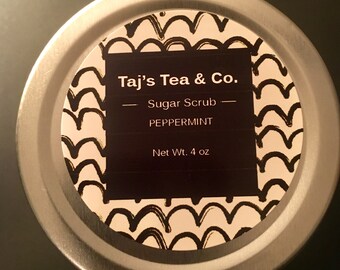 Taj's Tea & Co.
Sugar Scrub
PEPPERMINT
Net Wt. 4 oz